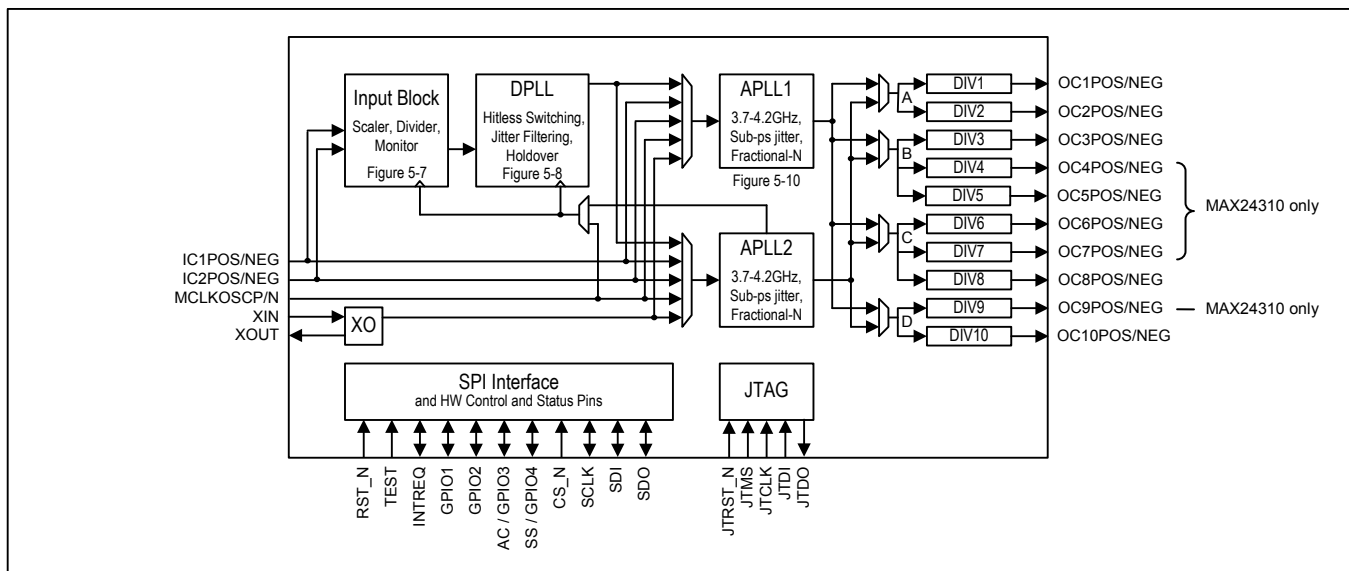 Input Block
Scaler, Divider,
Monitor
Figure 5-7
DPLL
Hitless Switching,
Jitter Filtering,
Holdover
Figure 5-8
APLL1
3.7-4.2GHz,
Sub-ps jitter,
Fractional-N
Figure 5-10
APLL2
3.7-4.2GHz,
Sub-ps jitter,
Fractional-N
A
B
C
D
DIV1
DIV2
DIV3
DIV4
DIV5
DIV6
DIV7
DIV8
DIV9
DIV10
OC1POS/NEG
OC2POS/NEG
OC3POS/NEG
OC4POS/NEG
OC5POS/NEG
OC6POS/NEG
OC7POS/NEG
OC8POS/NEG
OC9POS/NEG
OC10POS/NEG
MAX24310 only
MAX24310 only
IC1POS/NEG
IC2POS/NEG
MCLKOSCP/N
XIN
XOUT
XO
SPI Interface
and HW Control and Status Pins
JTAG
RST_N
TEST
INTREQ
GPIO1
GPIO2
AC / GPIO3
SS / GPIO4
CS_N
SCLK
SDI
SDO
JTRST_N
JTMS
JTCLK
JTDI
JTDO